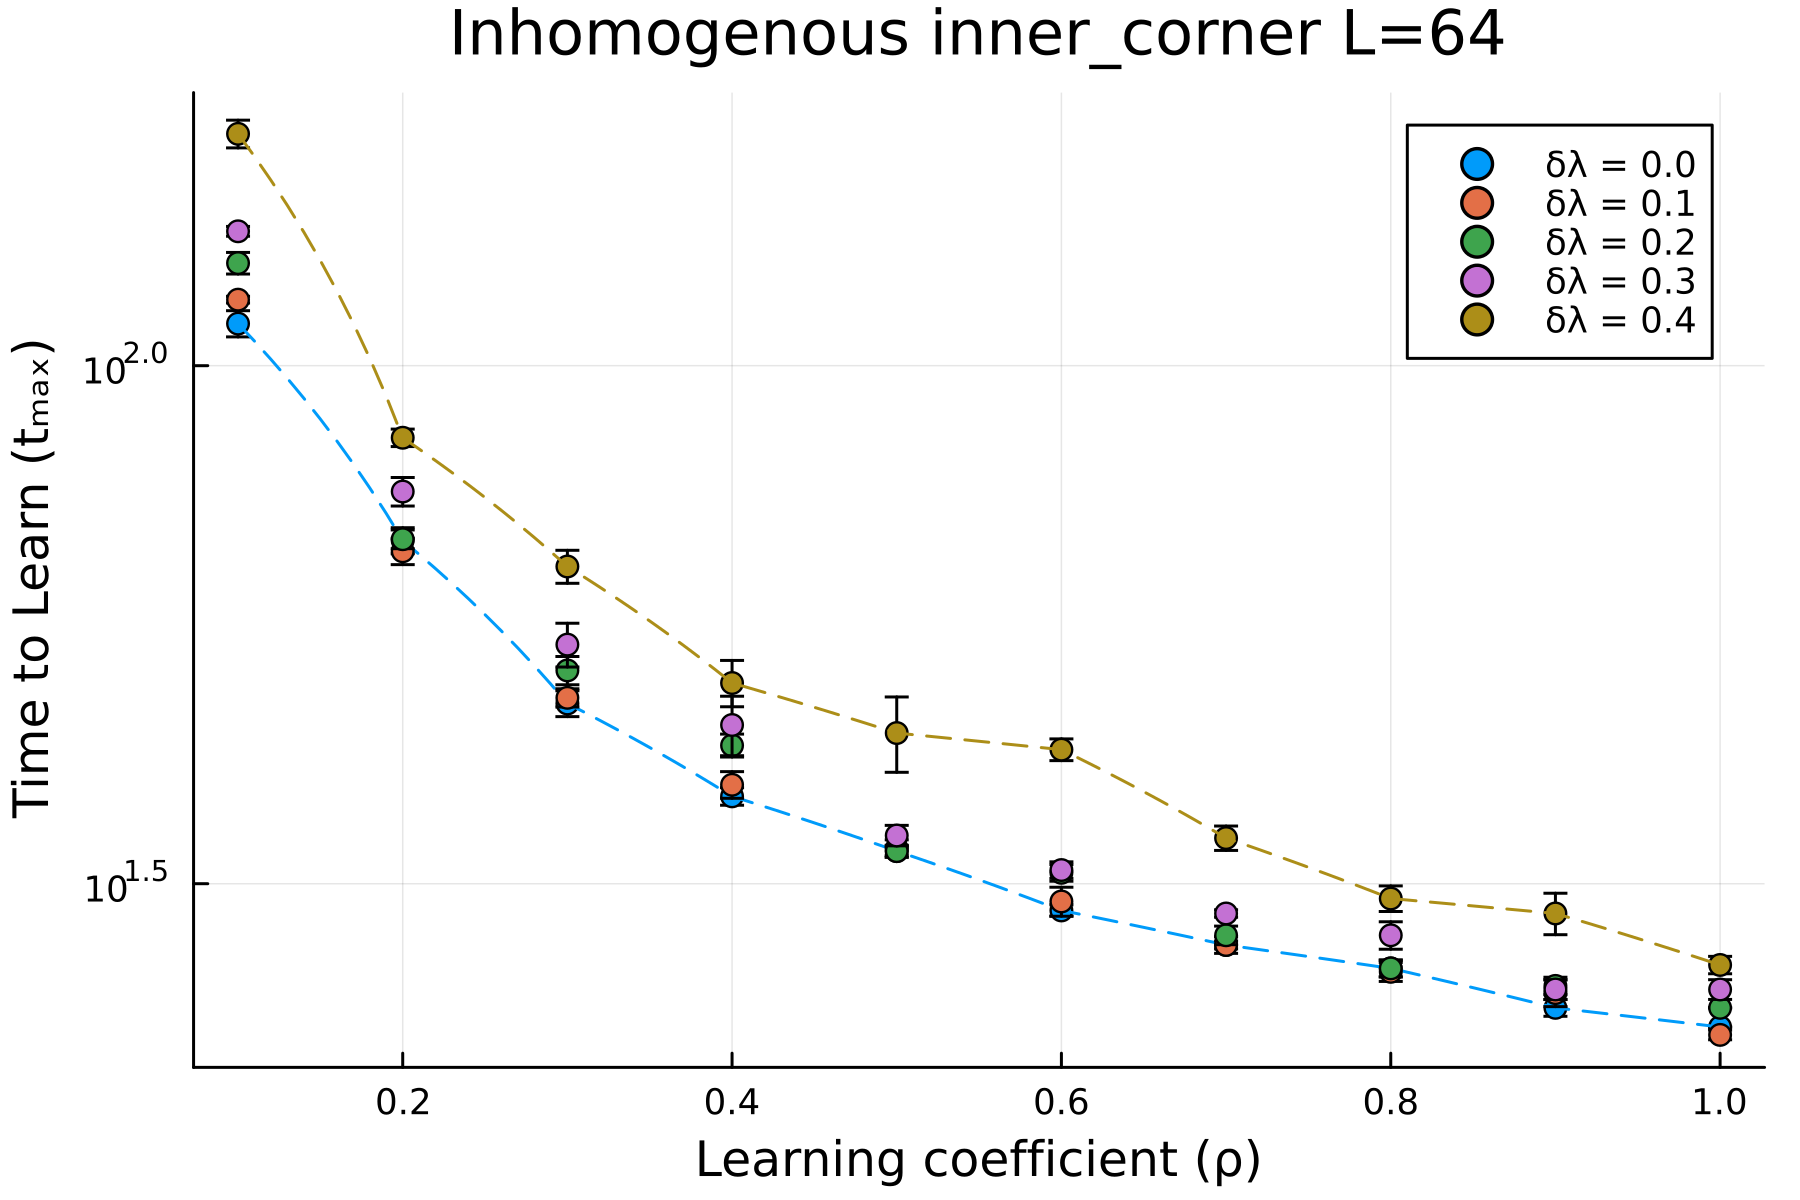 Inhomogenous inner_corner L=64
δλ = 0.0
δλ = 0.1
δλ = 0.2
δλ = 0.3
δλ = 0.4
Time to Learn (tₘₐₓ)
10^2.0
10^1.5
0.2 0.4 0.6 0.8 1.0
Learning coefficient (ρ)